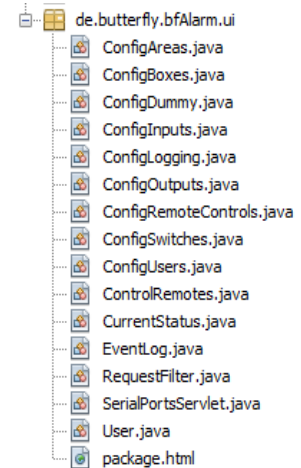 de.butterfly.bfAlarm.ui
ConfigAreas.java
ConfigBoxes.java
ConfigDummy.java
ConfigInputs.java
ConfigLogging.java
ConfigOutputs.java
ConfigRemoteControls.java
ConfigSwitches.java
ConfigUsers.java
ControlRemotes.java
CurrentStatus.java
EventLog.java
RequestFilter.java
SerialPortsServlet.java
User.java
package.html